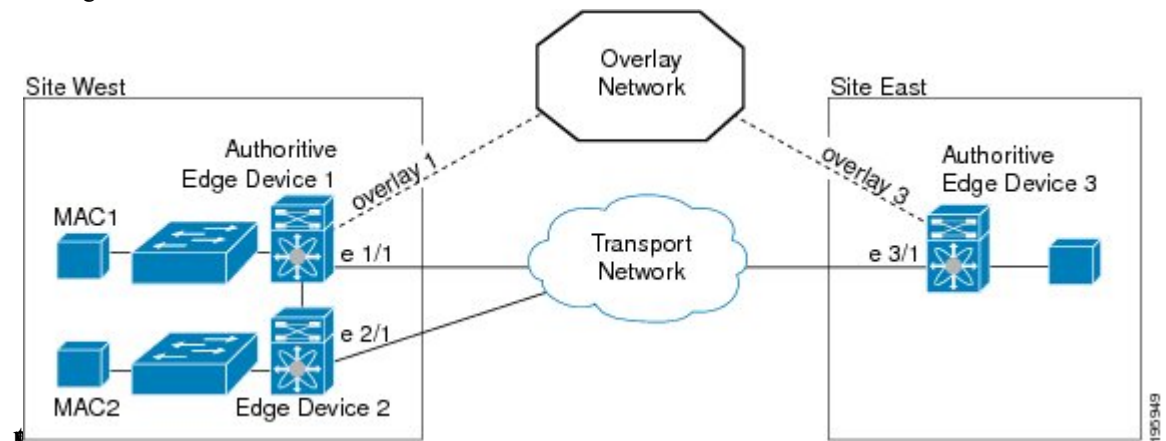 Overlay
Network
Site West
Site East
Authoritive
Edge Device 1
overlay 1
overlay 3
Authoritive
Edge Device 3
MAC1
e 1/1
Transport
Network
e 3/1
e 2/1
MAC2
Edge Device 2